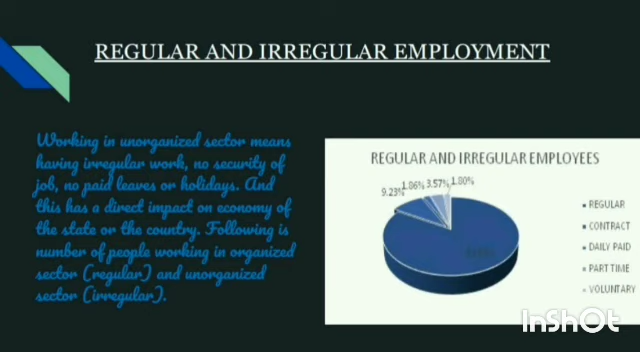 REGULAR AND IRREGULAR EMPLOYMENT
Working in unorganized sector means
having irregular work, no security of
job, no paid leaves or holidays. And
this has a direct impact on economy of
the state or the country. Following is
number of people working in organized
sector (regular) and unorganized
sector (irregular).
REGULAR AND IRREGULAR EMPLOYEES
9.23% 1.86% 3.57% 1.80%
REGULAR
CONTRACT
DAILY PAID
PART TIME
VOLUNTARY
InShOt